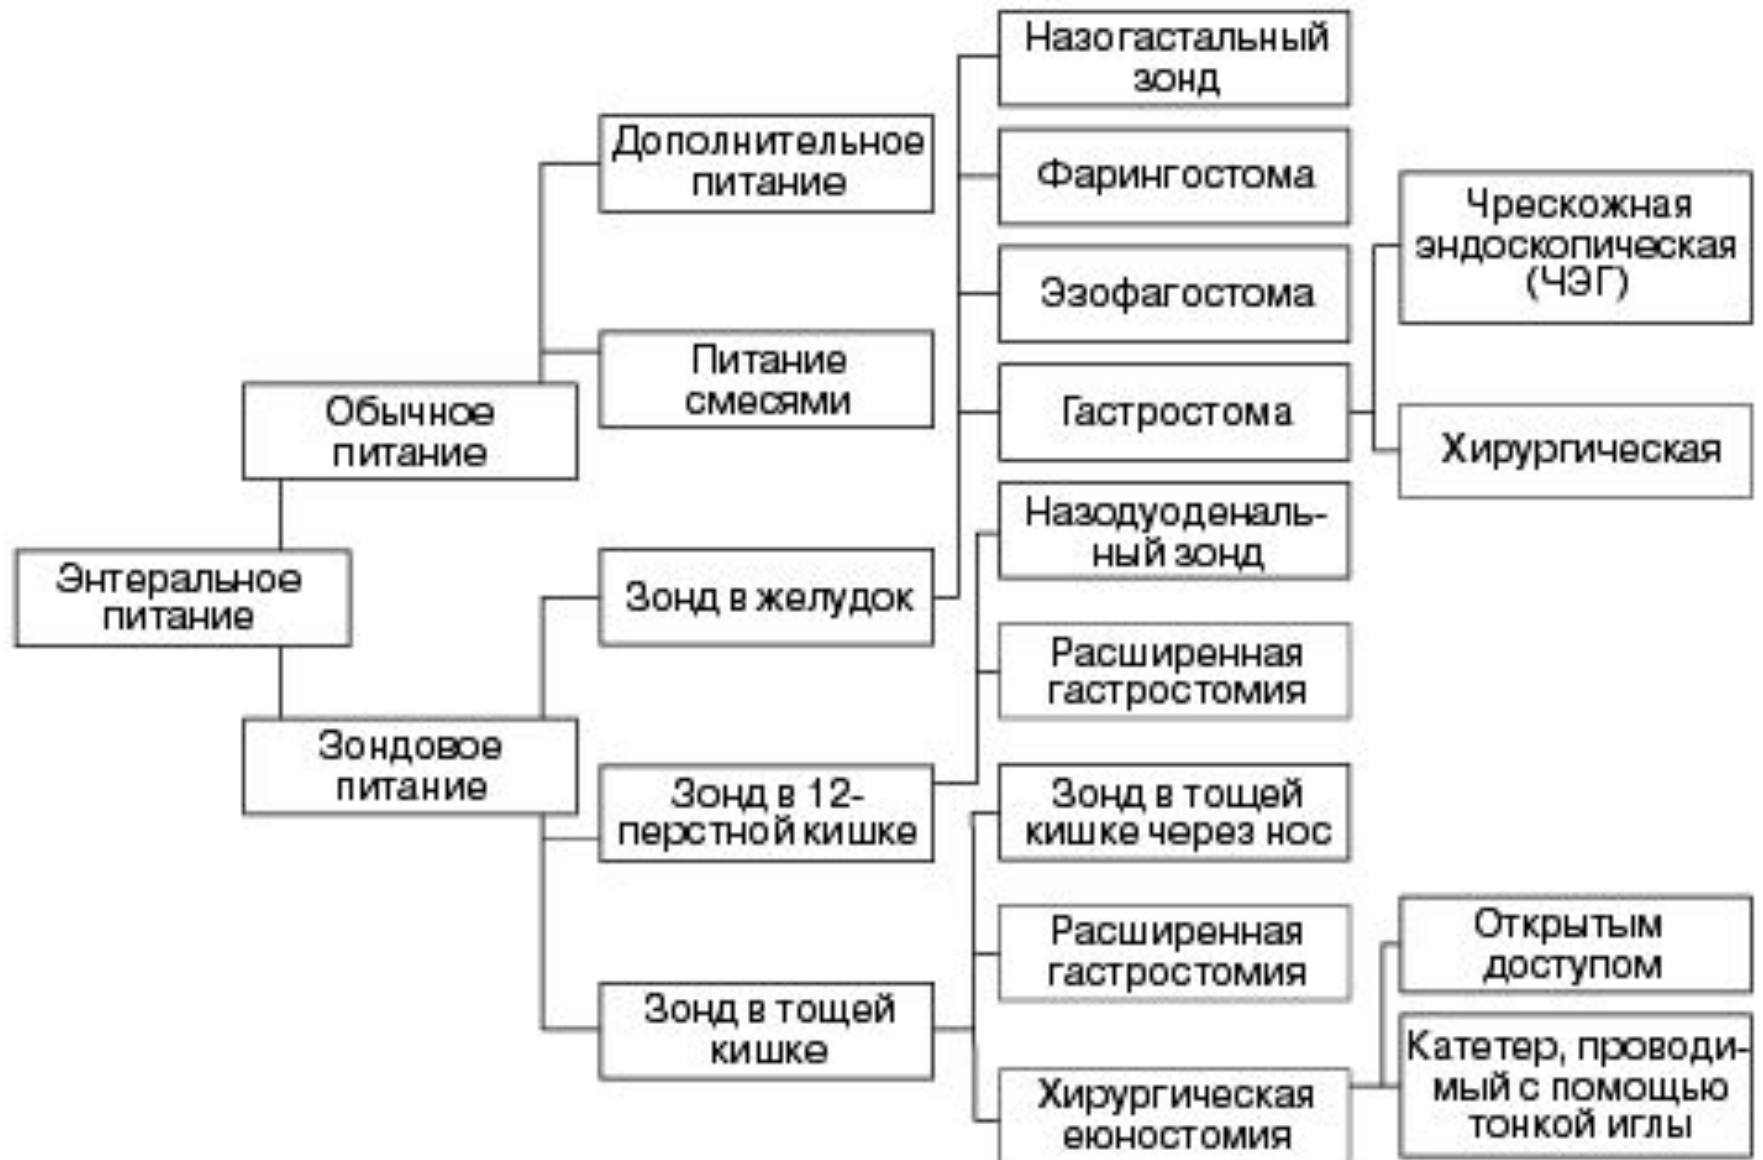 Назогастальный
зонд
Дополнительное
питание
Фарингостома
Чрескожная
эндоскопическая
(ЧЭГ)
Эзофагостома
Питание
смесями
Обычное
питание
Гастростома
Хирургическая
Назодуоденаль-
ный зонд
Энтеральное
питание
Зонд в желудок
Расширенная
гастростомия
Зондовое
питание
Зонд в 12-
перстной кишке
Зонд в тощей
кишке через нос
Расширенная
гастростомия
Открытым
доступом
Зонд в тощей
кишке
Хирургическая
еюностомия
Катетер, проводи-
мый с помощью
тонкой иглы